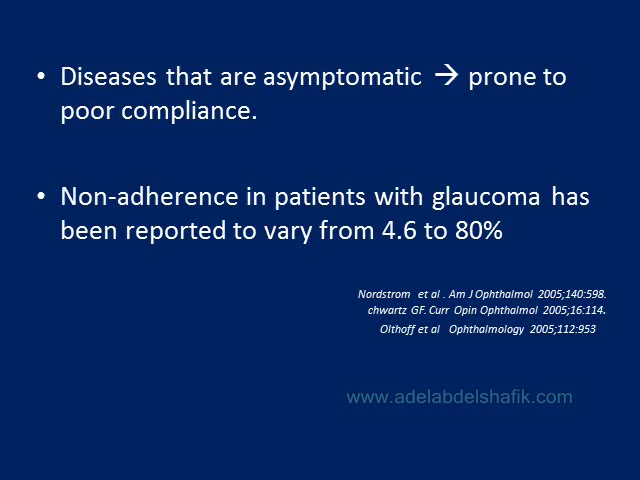 • Diseases that are asymptomatic → prone to
poor compliance.
• Non-adherence in patients with glaucoma has
been reported to vary from 4.6 to 80%
Nordstrom et al . Am J Ophthalmol 2005;140:598.
chwartz GF. Curr Opin Ophthalmol 2005;16:114.
Olthoff et al Ophthalmology 2005;112:953
www.adelabdelshafik.com